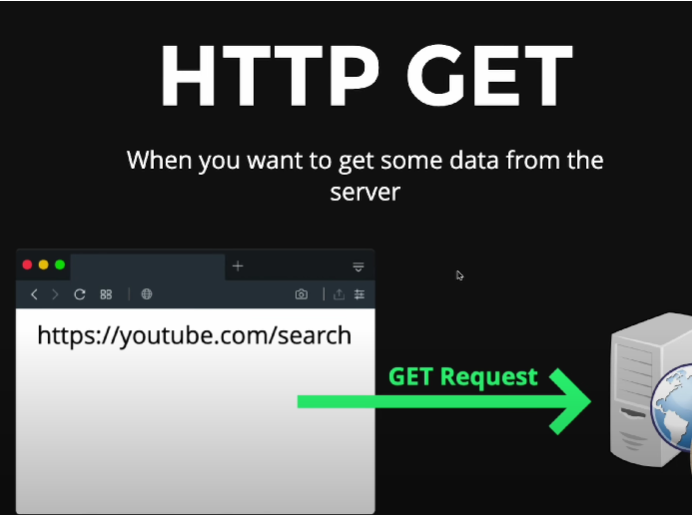 HTTP GET
When you want to get some data from the
server
https://youtube.com/search
GET Request